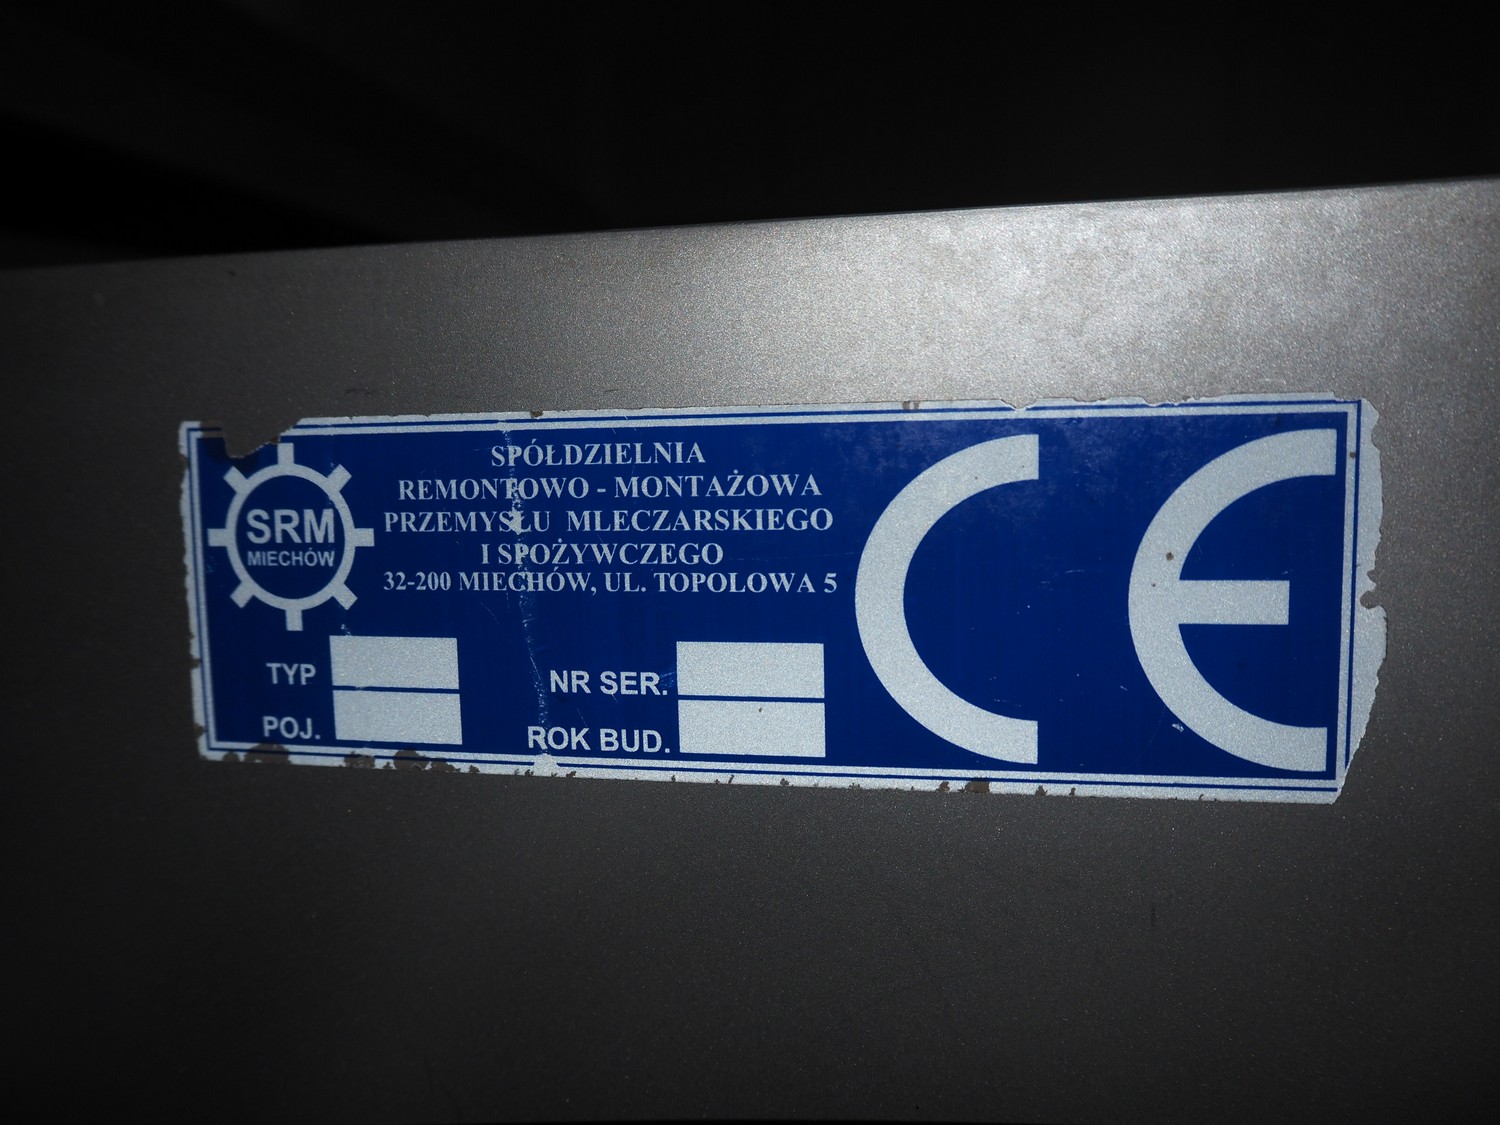 SRM
MIECHÓW
SPÓŁDZIELNIA
REMONTOWO - MONTAŻOWA
PRZEMYSŁU MLECZARSKIEGO
I SPOŻYWCZEGO
32-200 MIECHÓW, UL. TOPOLOWA 5
TYP
NR SER.
POJ.
ROK BUD.
CE